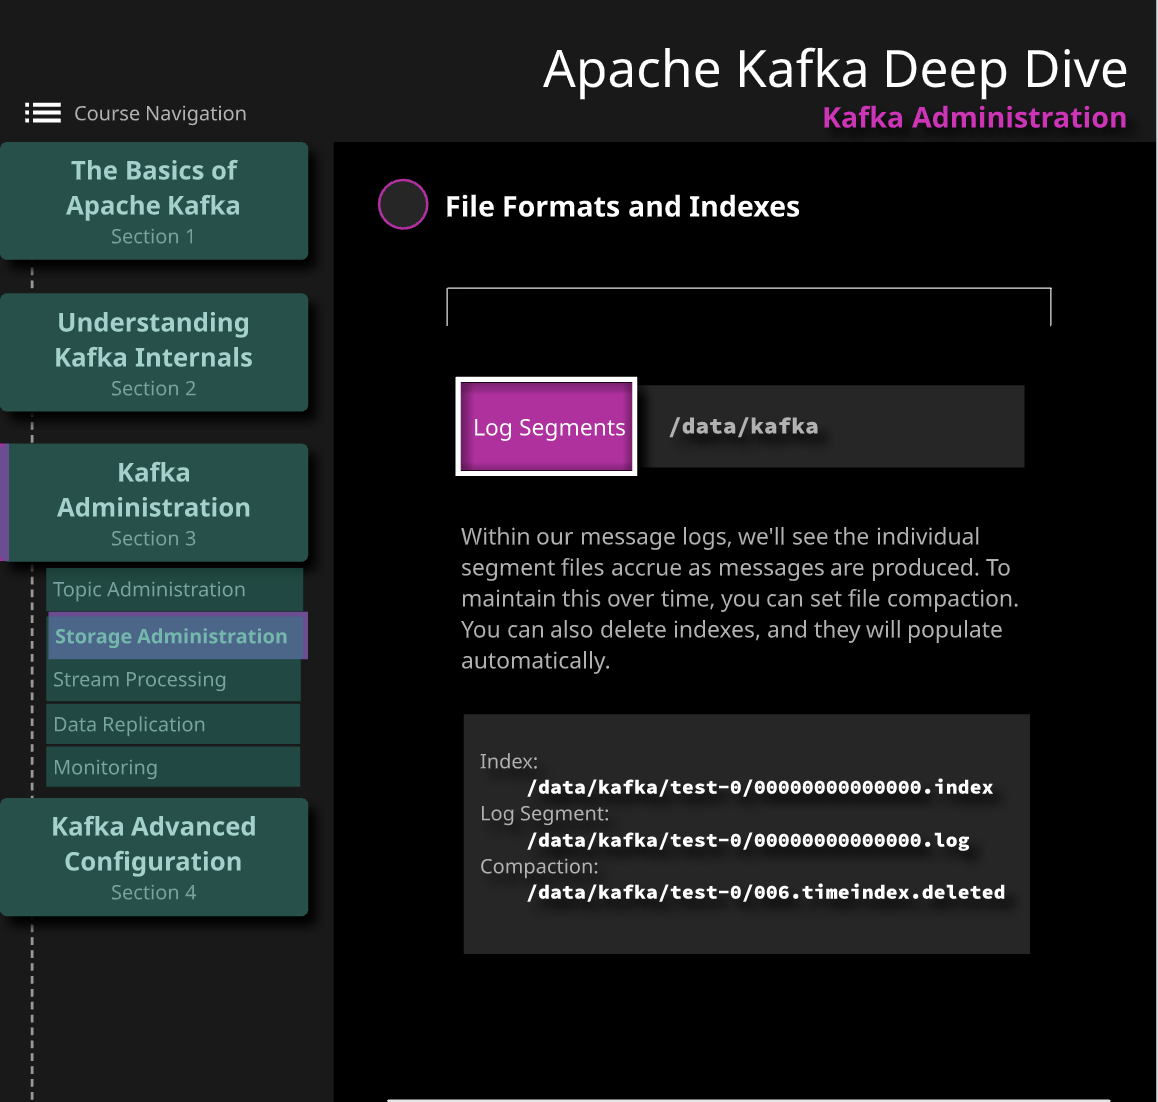 Apache Kafka Deep Dive
Kafka Administration
Course Navigation
The Basics of
Apache Kafka
Section 1
Understanding
Kafka Internals
Section 2
Kafka
Administration
Section 3
Topic Administration
Storage Administration
Stream Processing
Data Replication
Monitoring
Kafka Advanced
Configuration
Section 4
File Formats and Indexes
Log Segments
/data/kafka
Within our message logs, we'll see the individual
segment files accrue as messages are produced. To
maintain this over time, you can set file compaction.
You can also delete indexes, and they will populate
automatically.
Index:
/data/kafka/test-0/00000000000000.index
Log Segment:
/data/kafka/test-0/00000000000000.log
Compaction:
/data/kafka/test-0/006.timeindex.deleted